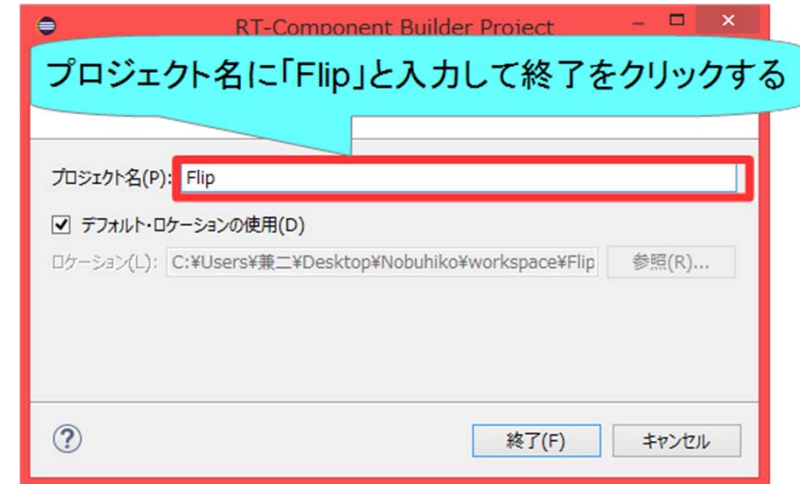 RT-Component Builder Project
プロジェクト名に「Flip」と入力して終了をクリックする
プロジェクト名(P): Flip
デフォルト・ロケーションの使用(D)
ロケーション(L): C:¥Users¥兼二¥Desktop¥Nobuhiko¥workspace¥Flip 参照(R)...
終了(F) キャンセル